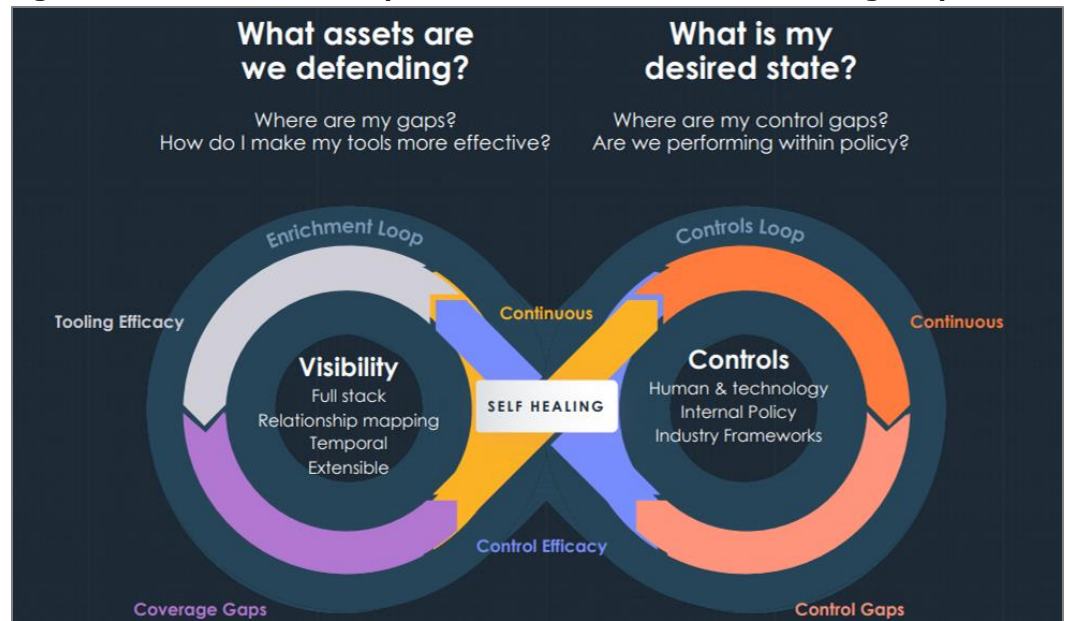 What assets are
we defending?
Where are my gaps?
How do I make my tools more effective?
What is my
desired state?
Where are my control gaps?
Are we performing within policy?
Enrichment Loop
Controls Loop
Tooling Efficacy
Continuous
Continuous
Visibility
Full stack
Relationship mapping
Temporal
Extensible
SELF HEALING
Controls
Human & technology
Internal Policy
Industry Frameworks
Control Efficacy
Coverage Gaps
Control Gaps